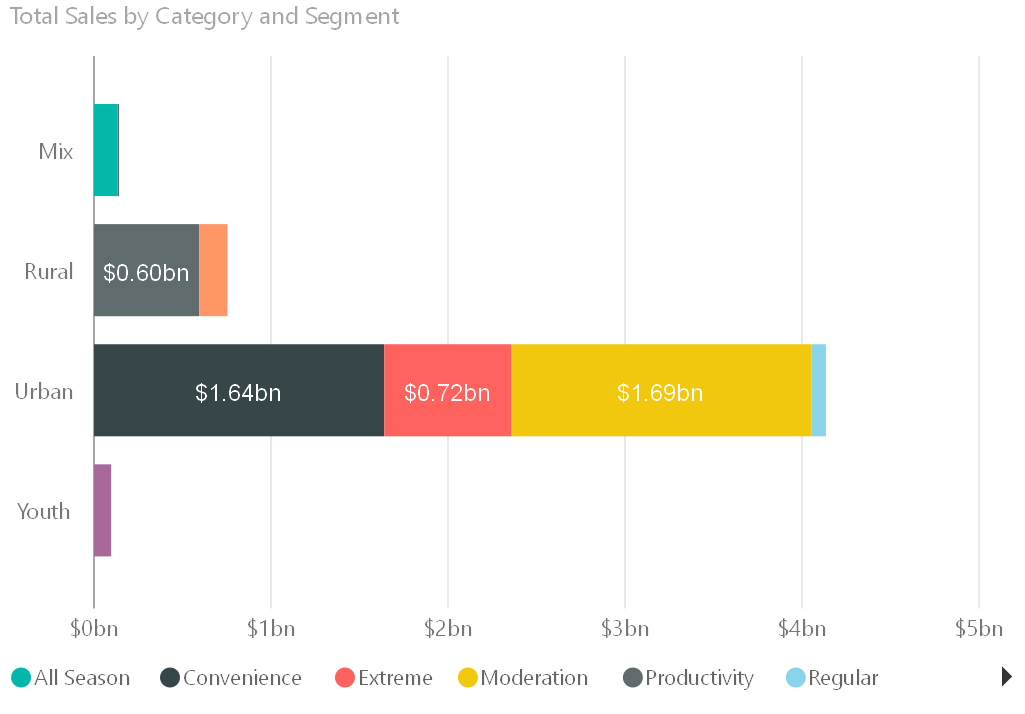 Total Sales by Category and Segment
Mix
Rural
$0.60bn
Urban
$1.64bn $0.72bn $1.69bn
Youth
$0bn $1bn $2bn $3bn $4bn $5bn
All Season Convenience Extreme Moderation Productivity Regular